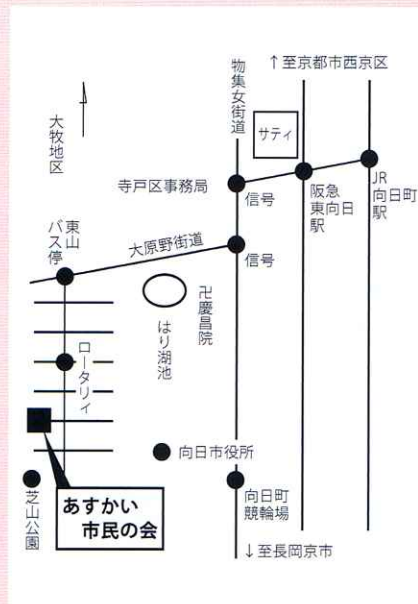 ↑至京都市西京区
物集女街道
サティ
大牧地区
寺戸区事務局
信号
阪急
東向日
駅
JR
向日町
駅
東山
バス停
大原野街道
信号
卍慶昌院
はり湖池
ロータリィ
向日市役所
あすかい
市民の会
芝山公園
向日町
競輪場
↓至長岡京市